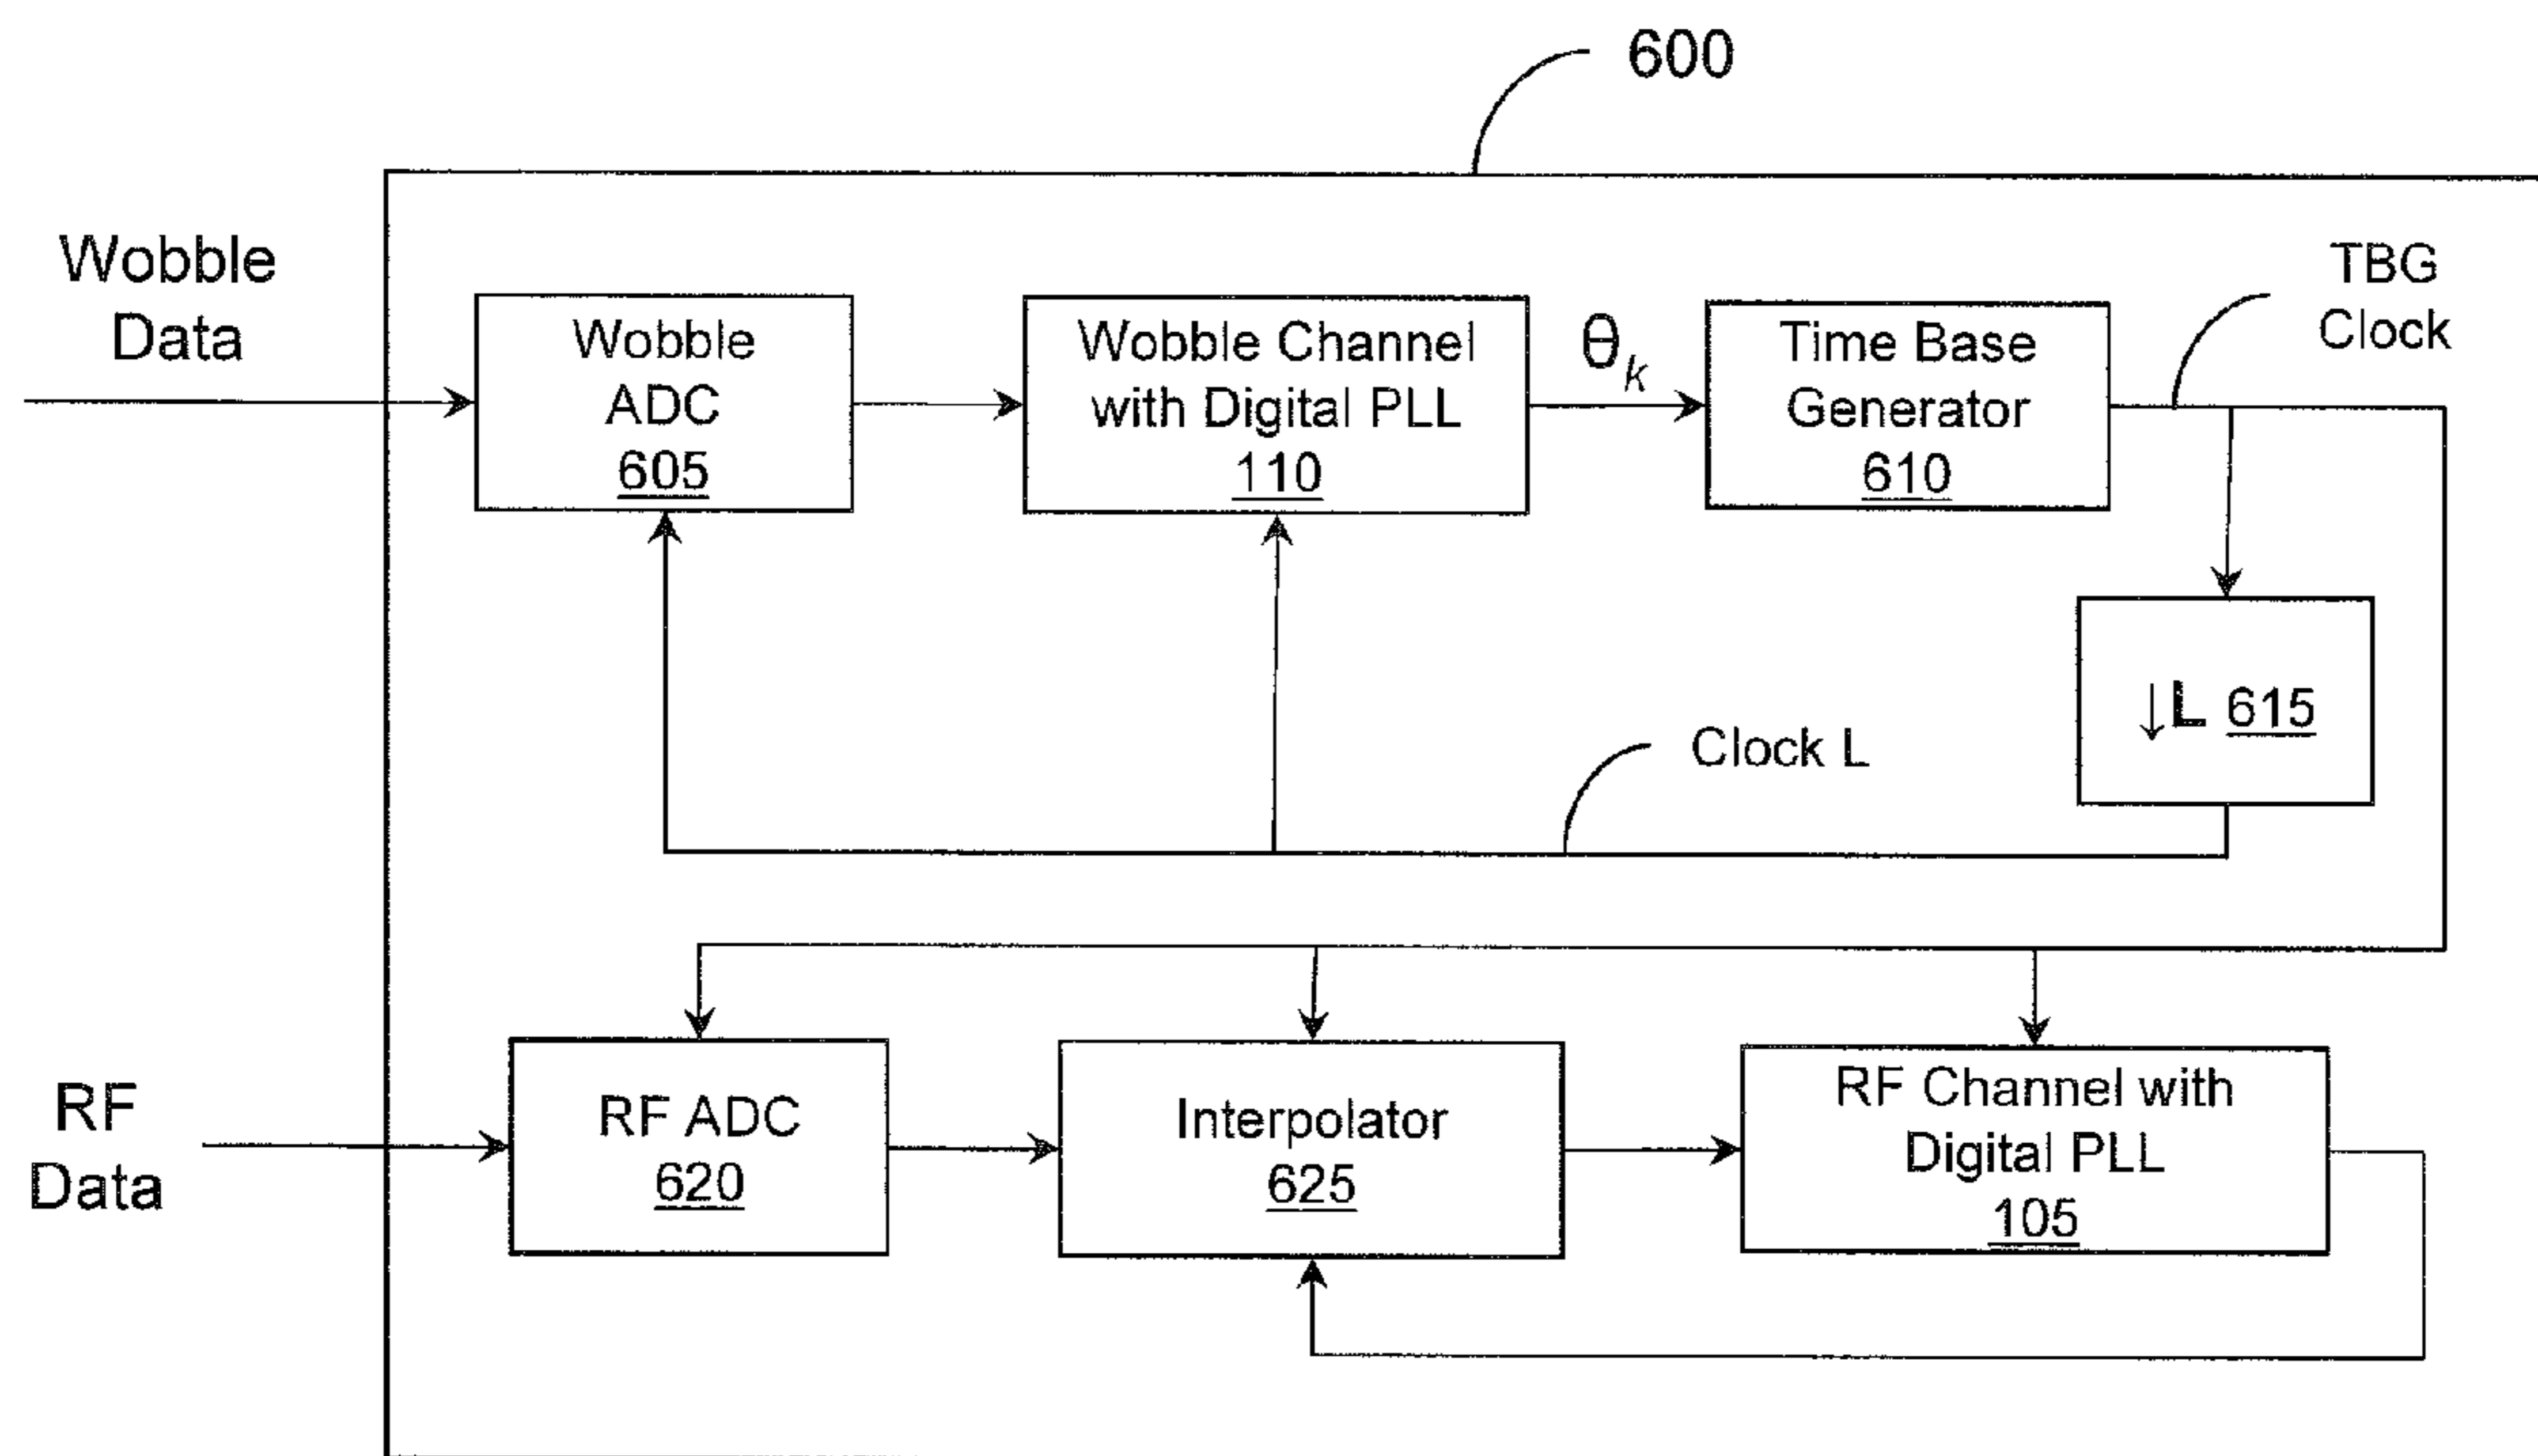 600
Wobble
Data
Wobble
ADC
605
Wobble Channel
with Digital PLL
110
θk
Time Base
Generator
610
TBG
Clock
↓L 615
Clock L
RF
Data
RF ADC
620
Interpolator
625
RF Channel with
Digital PLL
105